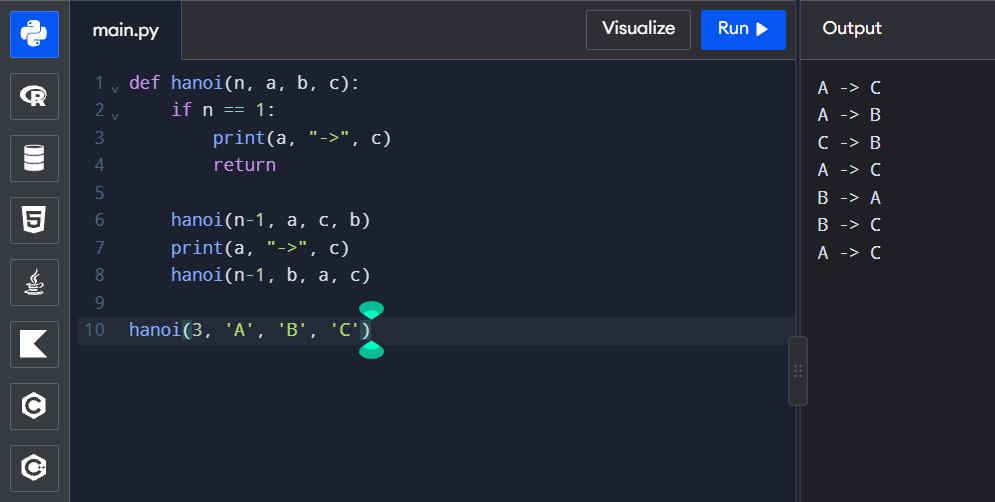 main.py
Visualize
Run
Output
1 def hanoi(n, a, b, c):
2     if n == 1:
3         print(a, "->", c)
4         return
5
6     hanoi(n-1, a, c, b)
7     print(a, "->", c)
8     hanoi(n-1, b, a, c)
9
10 hanoi(3, 'A', 'B', 'C')
A -> C
A -> B
C -> B
A -> C
B -> A
B -> C
A -> C